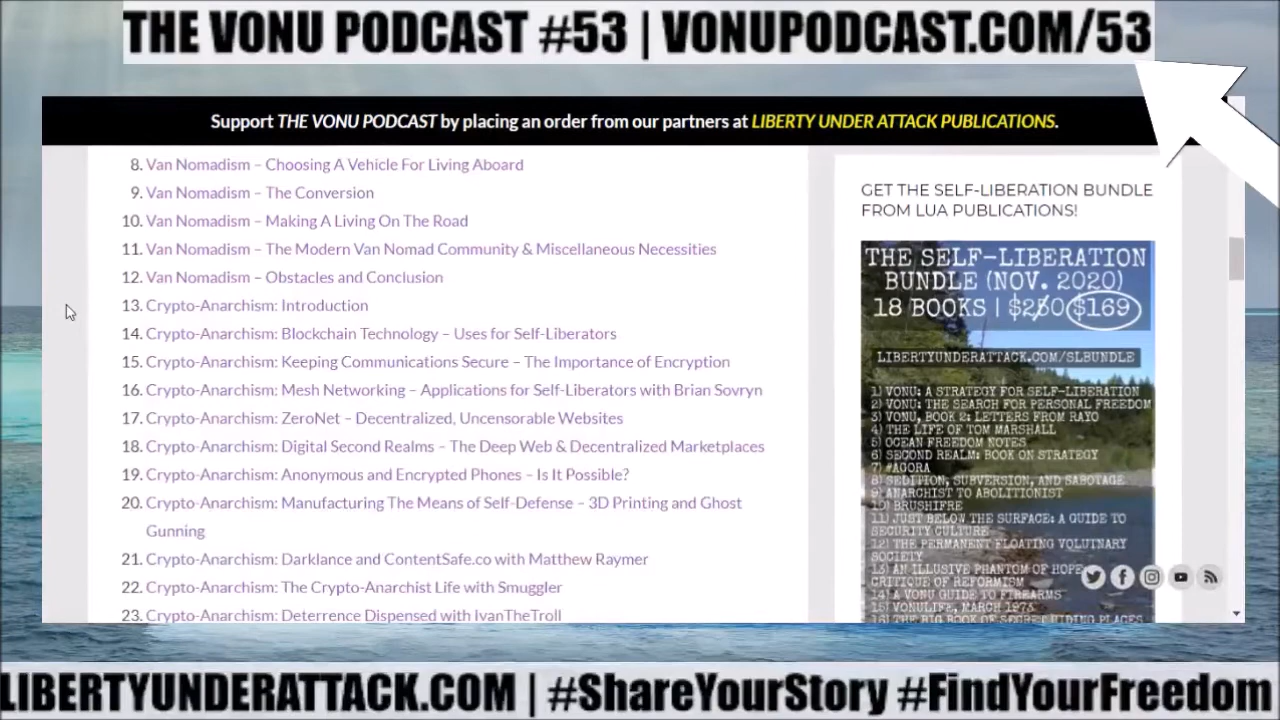 THE VONU PODCAST #53 | VONUPODCAST.COM/53
Support THE VONU PODCAST by placing an order from our partners at LIBERTY UNDER ATTACK PUBLICATIONS.
8. Van Nomadism – Choosing A Vehicle For Living Aboard
9. Van Nomadism – The Conversion
10. Van Nomadism – Making A Living On The Road
11. Van Nomadism – The Modern Van Nomad Community & Miscellaneous Necessities
12. Van Nomadism – Obstacles and Conclusion
13. Crypto-Anarchism: Introduction
14. Crypto-Anarchism: Blockchain Technology – Uses for Self-Liberators
15. Crypto-Anarchism: Keeping Communications Secure – The Importance of Encryption
16. Crypto-Anarchism: Mesh Networking – Applications for Self-Liberators with Brian Sovryn
17. Crypto-Anarchism: ZeroNet – Decentralized, Uncensorable Websites
18. Crypto-Anarchism: Digital Second Realms – The Deep Web & Decentralized Marketplaces
19. Crypto-Anarchism: Anonymous and Encrypted Phones – Is It Possible?
20. Crypto-Anarchism: Manufacturing The Means of Self-Defense – 3D Printing and Ghost
Gunning
21. Crypto-Anarchism: Darklance and ContentSafe.co with Matthew Raymer
22. Crypto-Anarchism: The Crypto-Anarchist Life with Smuggler
23. Crypto-Anarchism: Deterrence Dispensed with IvanTheTroll
GET THE SELF-LIBERATION BUNDLE
FROM LUA PUBLICATIONS!
THE SELF-LIBERATION
BUNDLE (NOV. 2020)
18 BOOKS | $250 $169
LIBERTYUNDERATTACK.COM/SLBUNDLE
1) VONU: A STRATEGY FOR SELF-LIBERATION
2) VONU: THE SEARCH FOR PERSONAL FREEDOM
3) VONU, BOOK 2: LETTERS FROM RAYO
4) THE LIFE OF TOM MARSHALL
5) OCEAN FREEDOM NOTES
6) SECOND REALM: BOOK ON STRATEGY
7) #AGORA
8) SEDITION, SUBVERSION, AND SABOTAGE
9) ANARCHIST TO ABOLITIONIST
10) BRUSHFIRE
11) JUST BELOW THE SURFACE: A GUIDE TO
SECURITY CULTURE
12) THE PERMANENT FLOATING VOLUTNARY
SOCIETY
13) AN ILLUSIVE PHANTOM OF HOPE:
CRITIQUE OF REFORMISM
14) A VONU GUIDE TO FIREARMS
15) VONULIFE, MARCH 1973
16) THE BIG BOOK OF SECRET HIDING PLACES
LIBERTYUNDERATTACK.COM | #ShareYourStory #FindYourFreedom